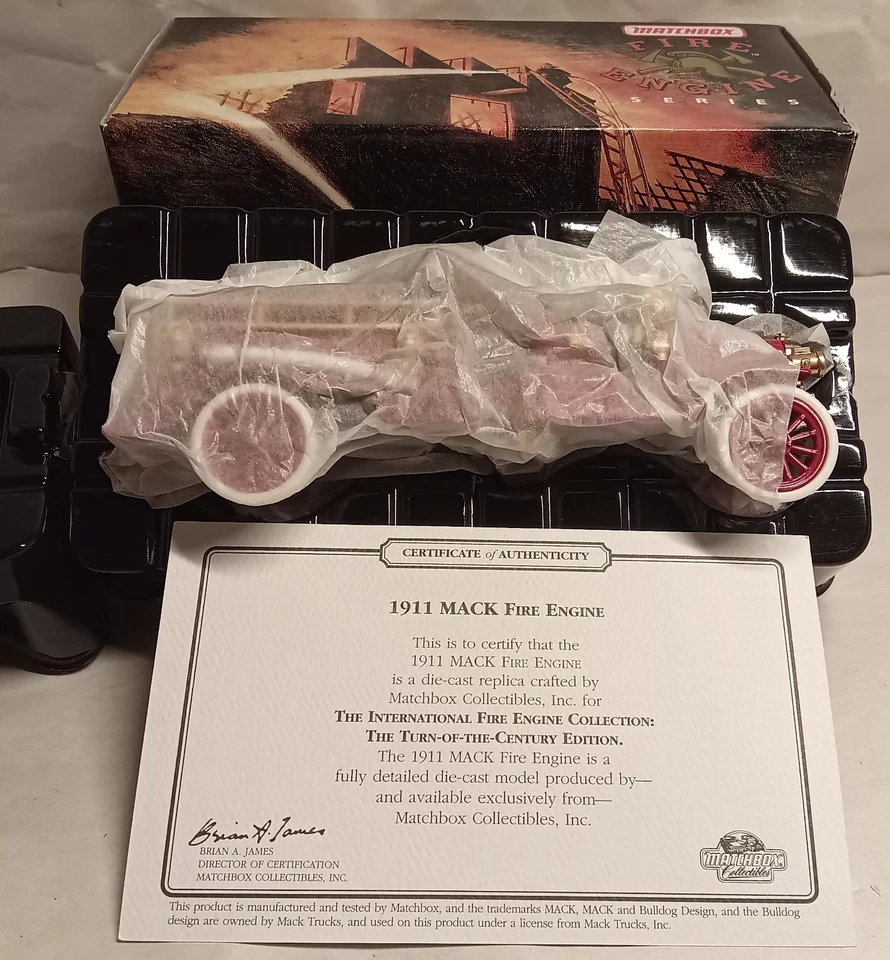 MATCHBOX
FIRE
ENGINE
SERIES
CERTIFICATE of AUTHENTICITY
1911 MACK FIRE ENGINE
This is to certify that the
1911 MACK FIRE ENGINE
is a die-cast replica crafted by
Matchbox Collectibles, Inc. for
THE INTERNATIONAL FIRE ENGINE COLLECTION:
THE TURN-OF-THE-CENTURY EDITION.
The 1911 MACK Fire Engine is a
fully detailed die-cast model produced by—
and available exclusively from—
Matchbox Collectibles, Inc.
Brian A. James
BRIAN A. JAMES
DIRECTOR OF CERTIFICATION
MATCHBOX COLLECTIBLES, INC.
MATCHBOX
Collectibles
This product is manufactured and tested by Matchbox, and the trademarks MACK, MACK and Bulldog Design, and the Bulldog
design are owned by Mack Trucks, and used on this product under a license from Mack Trucks, Inc.